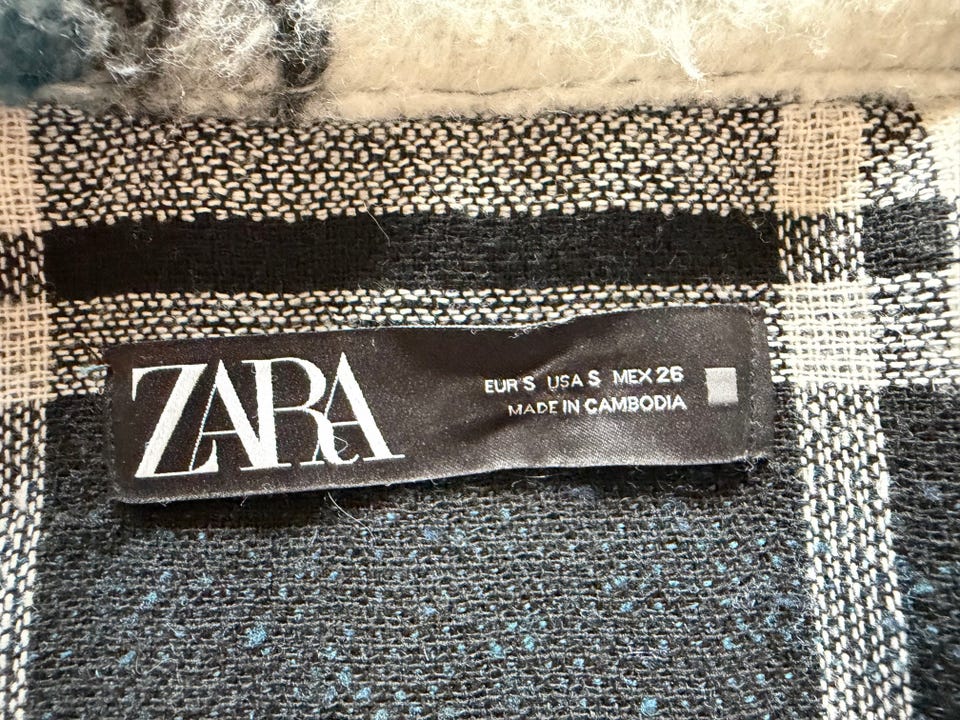 ZARA
EUR S USA S MEX 26
MADE IN CAMBODIA